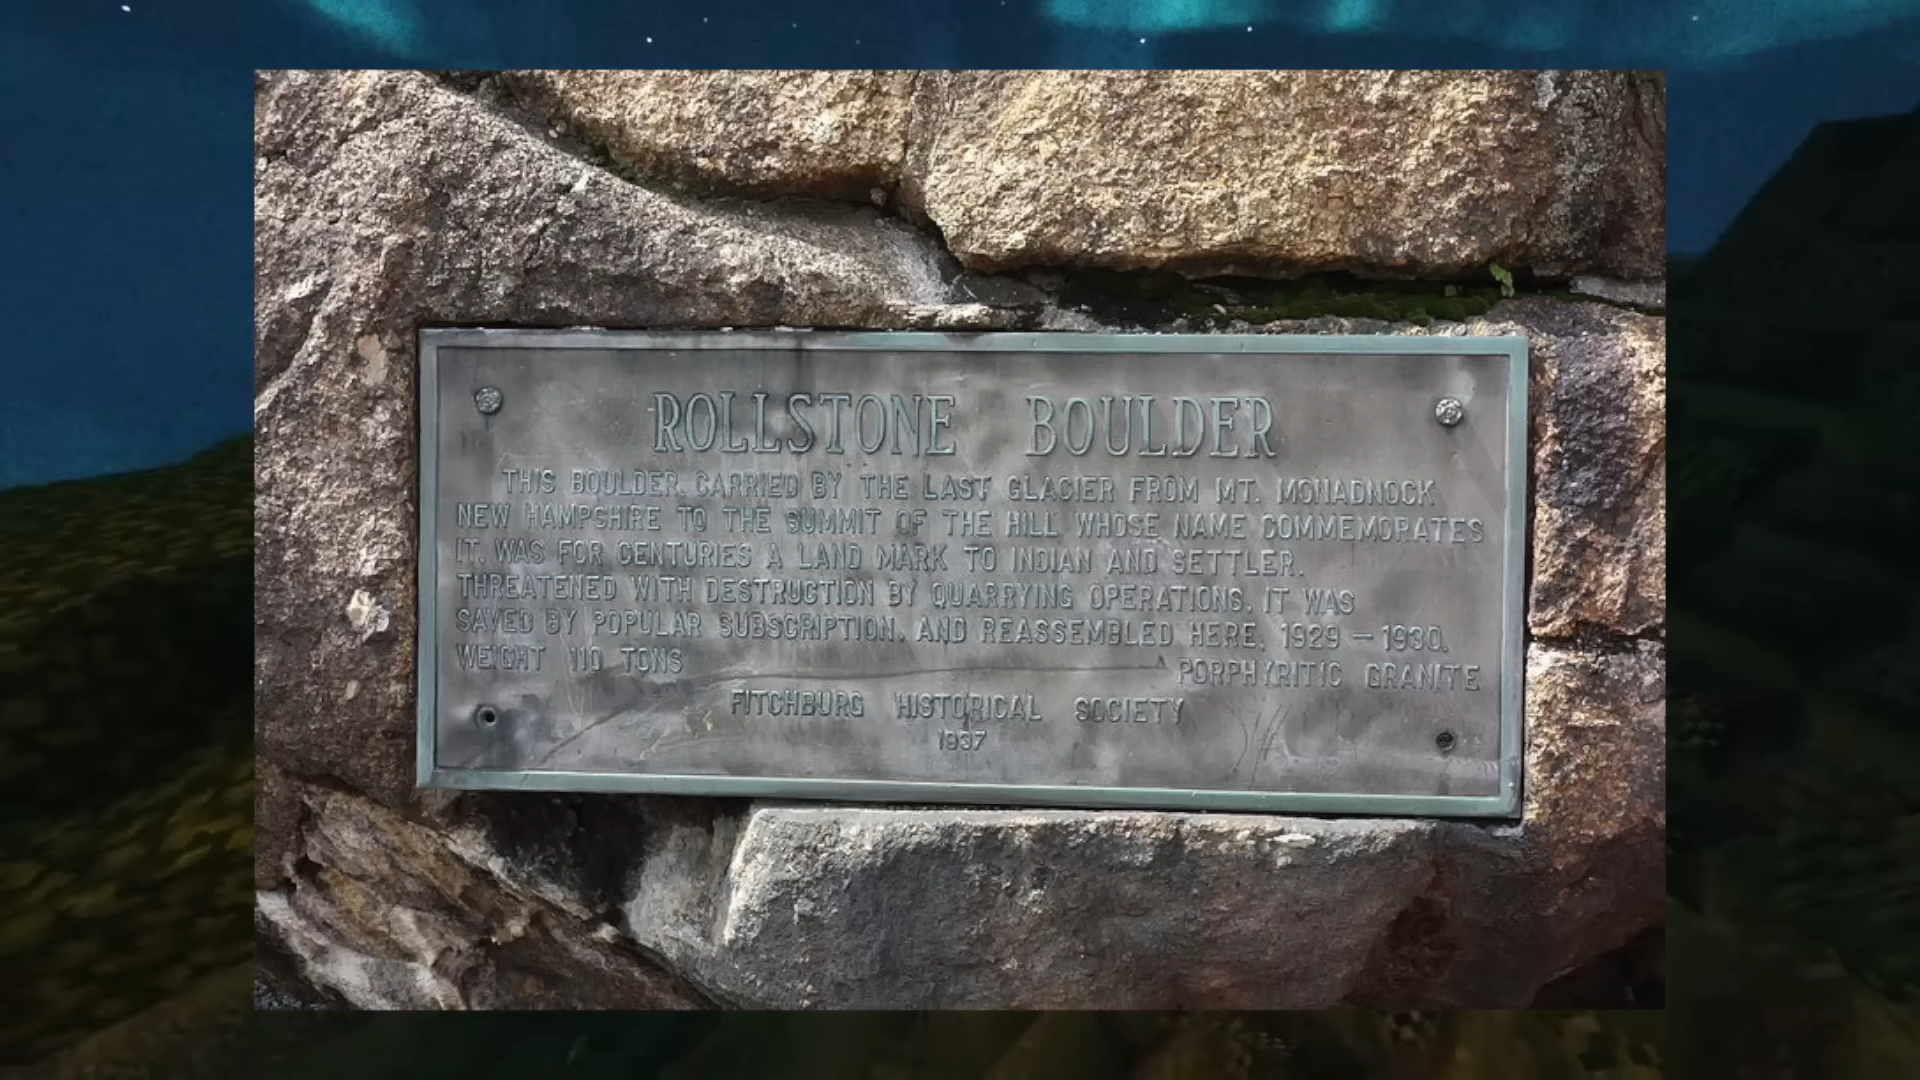 ROLLSTONE BOULDER
THIS BOULDER, CARRIED BY THE LAST GLACIER FROM MT. MONADNOCK
NEW HAMPSHIRE TO THE SUMMIT OF THE HILL WHOSE NAME COMMEMORATES
IT, WAS FOR CENTURIES A LAND MARK TO INDIAN AND SETTLER.
THREATENED WITH DESTRUCTION BY QUARRYING OPERATIONS, IT WAS
SAVED BY POPULAR SUBSCRIPTION, AND REASSEMBLED HERE, 1929 – 1930.
WEIGHT 110 TONS PORPHYRITIC GRANITE
FITCHBURG HISTORICAL SOCIETY
1937